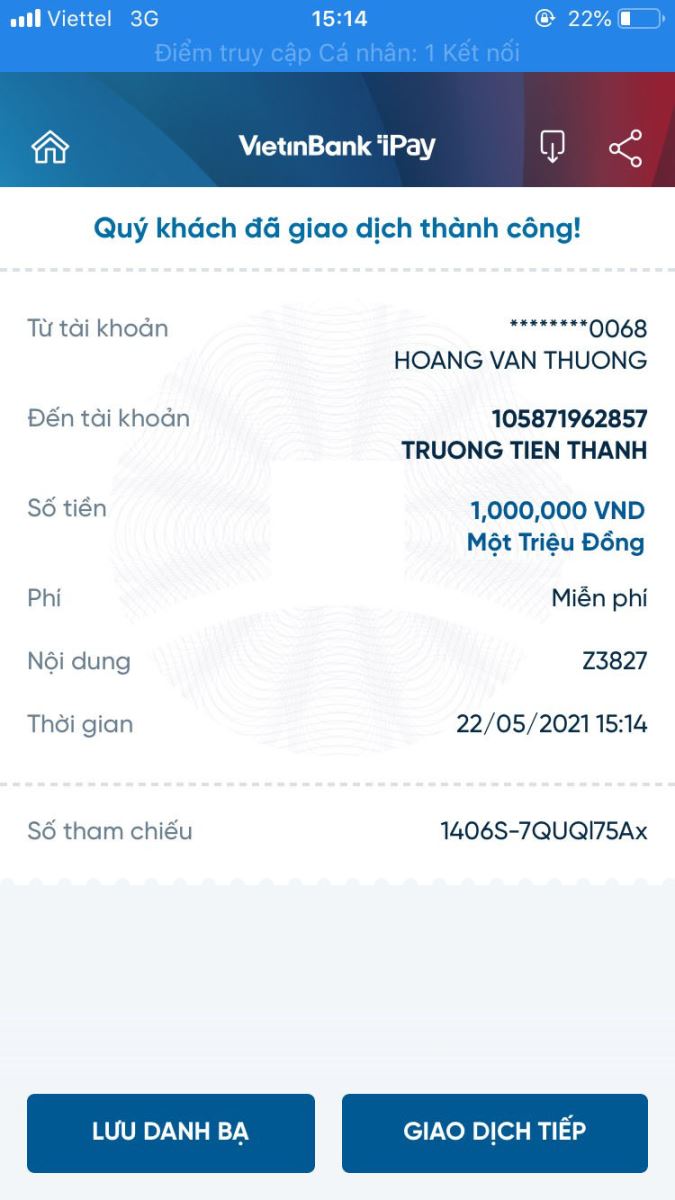 Viettel 3G 15:14 22%
Điểm truy cập Cá nhân: 1 Kết nối
VietinBank iPay
Quý khách đã giao dịch thành công!
Từ tài khoản ********0068
HOANG VAN THUONG
Đến tài khoản 105871962857
TRUONG TIEN THANH
Số tiền 1,000,000 VND
Một Triệu Đồng
Phí Miễn phí
Nội dung Z3827
Thời gian 22/05/2021 15:14
Số tham chiếu 1406S-7QUQl75Ax
LƯU DANH BẠ GIAO DỊCH TIẾP